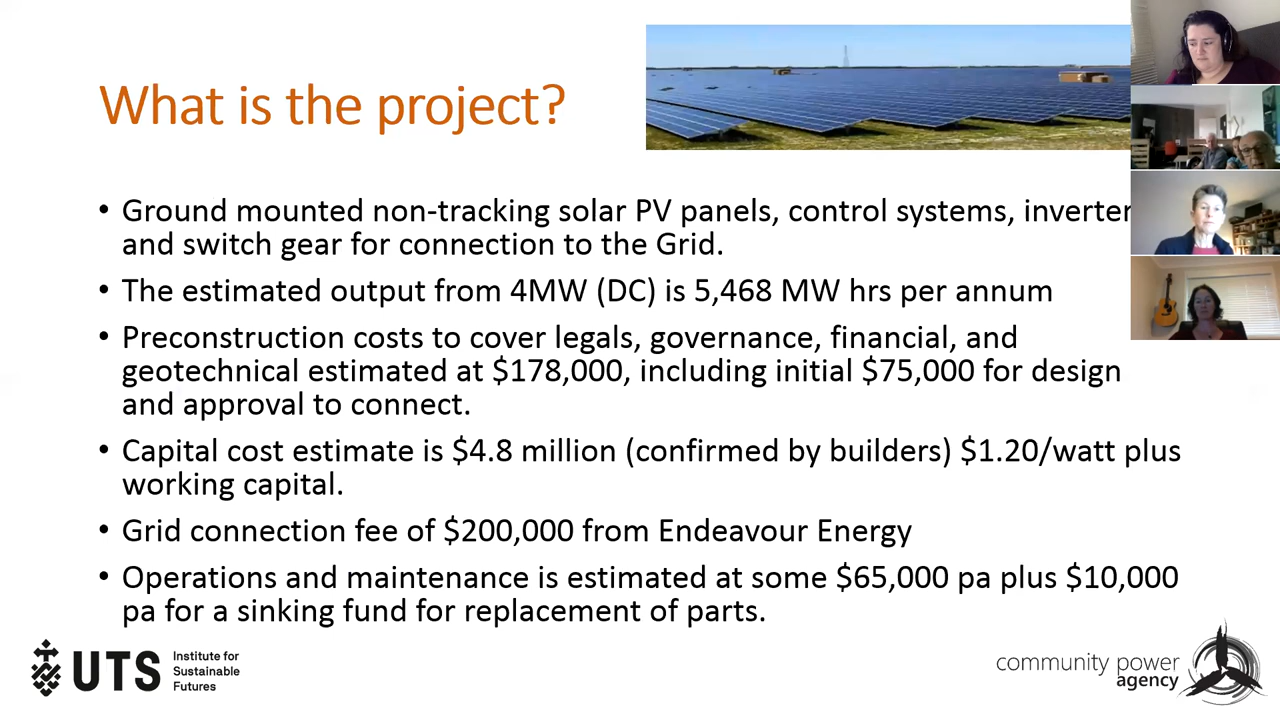 What is the project?
• Ground mounted non-tracking solar PV panels, control systems, inverter
and switch gear for connection to the Grid.
• The estimated output from 4MW (DC) is 5,468 MW hrs per annum
• Preconstruction costs to cover legals, governance, financial, and
geotechnical estimated at $178,000, including initial $75,000 for design
and approval to connect.
• Capital cost estimate is $4.8 million (confirmed by builders) $1.20/watt plus
working capital.
• Grid connection fee of $200,000 from Endeavour Energy
• Operations and maintenance is estimated at some $65,000 pa plus $10,000
pa for a sinking fund for replacement of parts.
UTS
Institute for
Sustainable
Futures
community power
agency